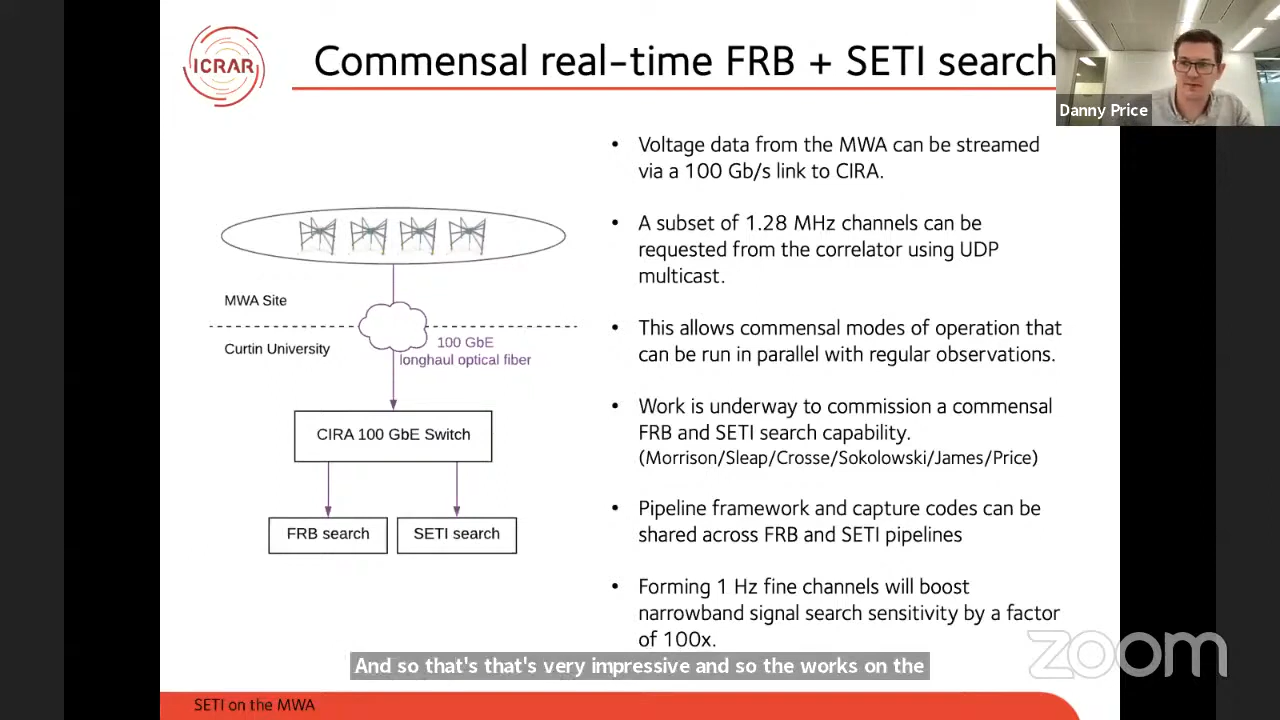 ICRAR
Commensal real-time FRB + SETI search
Danny Price
MWA Site
Curtin University
100 GbE
longhaul optical fiber
CIRA 100 GbE Switch
FRB search
SETI search
• Voltage data from the MWA can be streamed
via a 100 Gb/s link to CIRA.
• A subset of 1.28 MHz channels can be
requested from the correlator using UDP
multicast.
• This allows commensal modes of operation that
can be run in parallel with regular observations.
• Work is underway to commission a commensal
FRB and SETI search capability.
(Morrison/Sleap/Crosse/Sokolowski/James/Price)
• Pipeline framework and capture codes can be
shared across FRB and SETI pipelines
• Forming 1 Hz fine channels will boost
narrowband signal search sensitivity by a factor
of 100x.
zoom
And so that's that's very impressive and so the works on the
SETI on the MWA